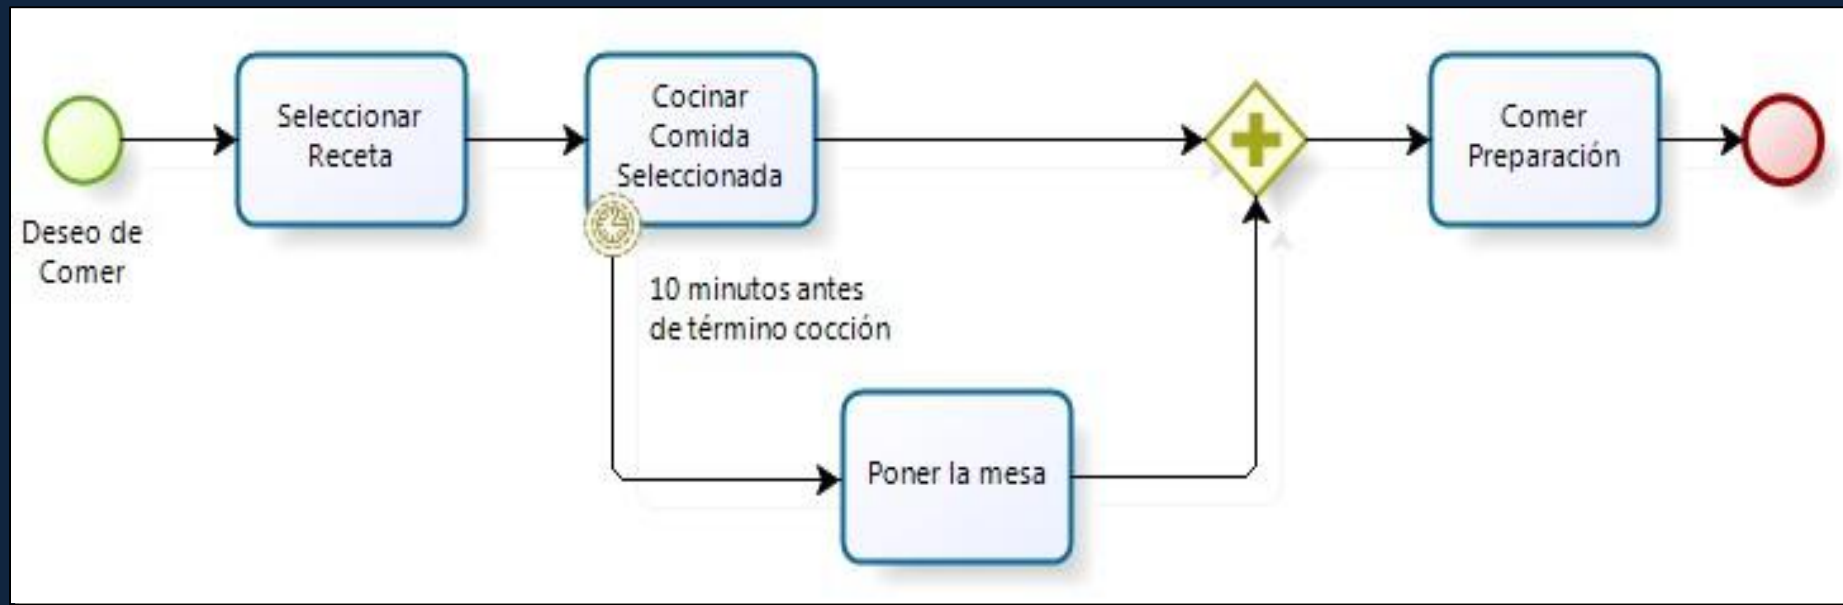 Deseo de
Comer
Seleccionar
Receta
Cocinar
Comida
Seleccionada
10 minutos antes
de término cocción
Poner la mesa
Comer
Preparación